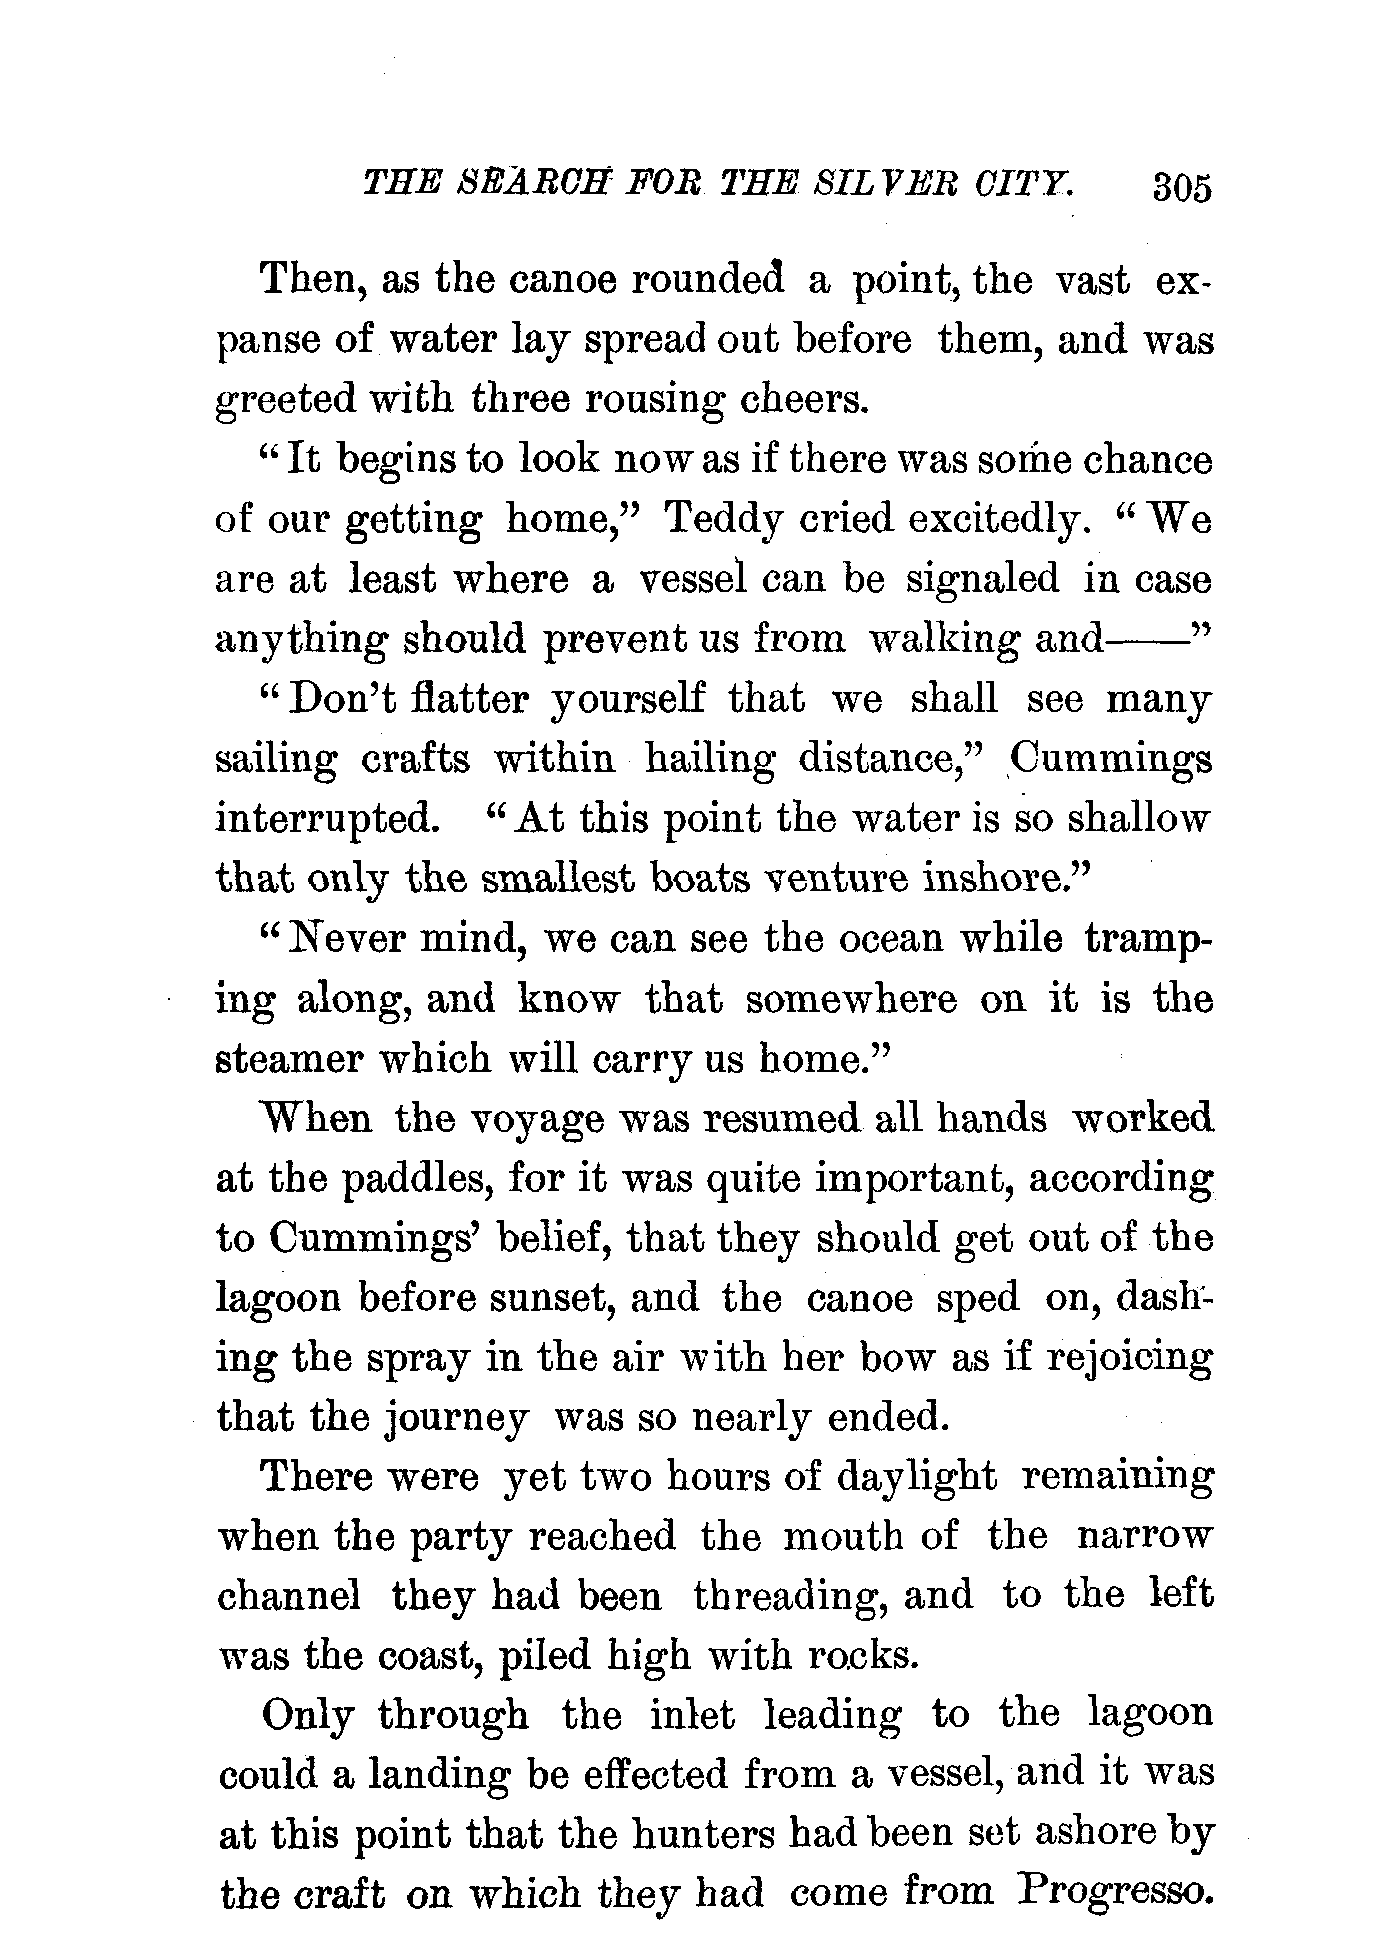 THE SEARCH FOR THE SILVER CITY. 305
Then, as the canoe rounded a point, the vast ex-
panse of water lay spread out before them, and was
greeted with three rousing cheers.
“It begins to look now as if there was some chance
of our getting home,” Teddy cried excitedly. “We
are at least where a vessel can be signaled in case
anything should prevent us from walking and——”
“Don’t flatter yourself that we shall see many
sailing crafts within hailing distance,” Cummings
interrupted. “At this point the water is so shallow
that only the smallest boats venture inshore.”
“Never mind, we can see the ocean while tramp-
ing along, and know that somewhere on it is the
steamer which will carry us home.”
When the voyage was resumed all hands worked
at the paddles, for it was quite important, according
to Cummings’ belief, that they should get out of the
lagoon before sunset, and the canoe sped on, dash-
ing the spray in the air with her bow as if rejoicing
that the journey was so nearly ended.
There were yet two hours of daylight remaining
when the party reached the mouth of the narrow
channel they had been threading, and to the left
was the coast, piled high with rocks.
Only through the inlet leading to the lagoon
could a landing be effected from a vessel, and it was
at this point that the hunters had been set ashore by
the craft on which they had come from Progresso.